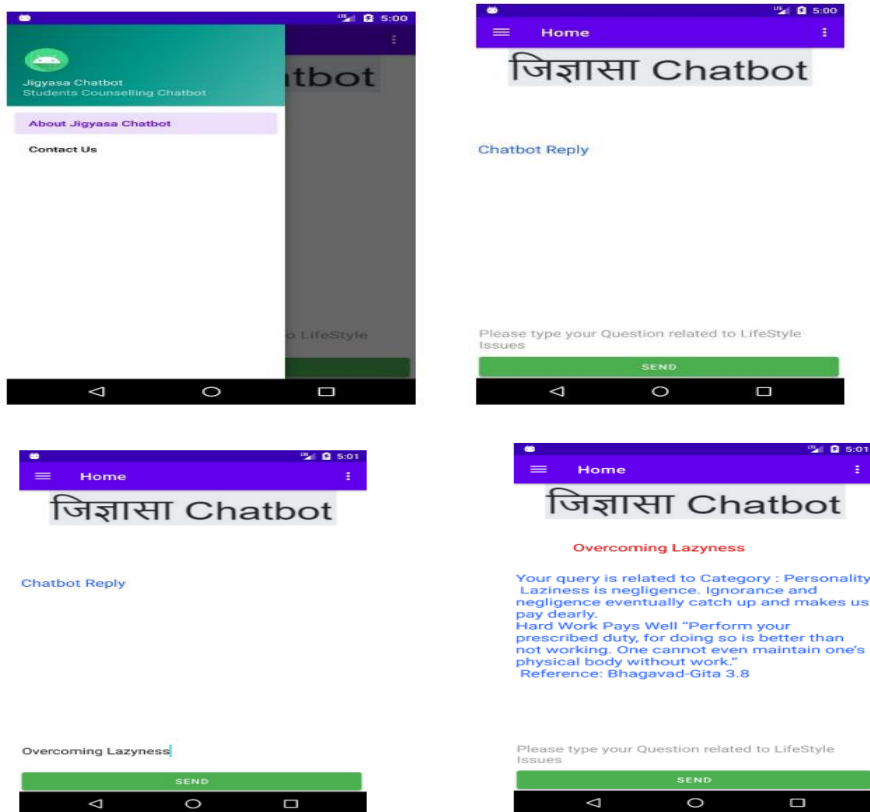 5:00
Jigyasa Chatbot
Students Counselling Chatbot
About Jigyasa Chatbot
Contact Us
tbot
o LifeStyle
5:00
Home
जिज्ञासा Chatbot
Chatbot Reply
Please type your Question related to LifeStyle
Issues
SEND
5:01
Home
जिज्ञासा Chatbot
Chatbot Reply
Overcoming Lazyness
SEND
5:01
Home
जिज्ञासा Chatbot
Overcoming Lazyness
Your query is related to Category : Personality
Laziness is negligence. Ignorance and
negligence eventually catch up and makes us
pay dearly.
Hard Work Pays Well “Perform your
prescribed duty, for doing so is better than
not working. One cannot even maintain one’s
physical body without work.”
Reference: Bhagavad-Gita 3.8
Please type your Question related to LifeStyle
Issues
SEND